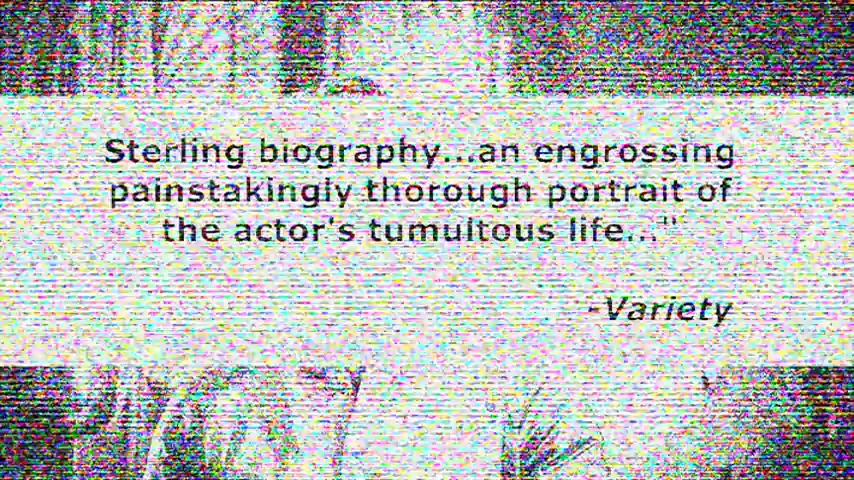 Sterling biography...an engrossing
painstakingly thorough portrait of
the actor's tumultous life..."
-Variety